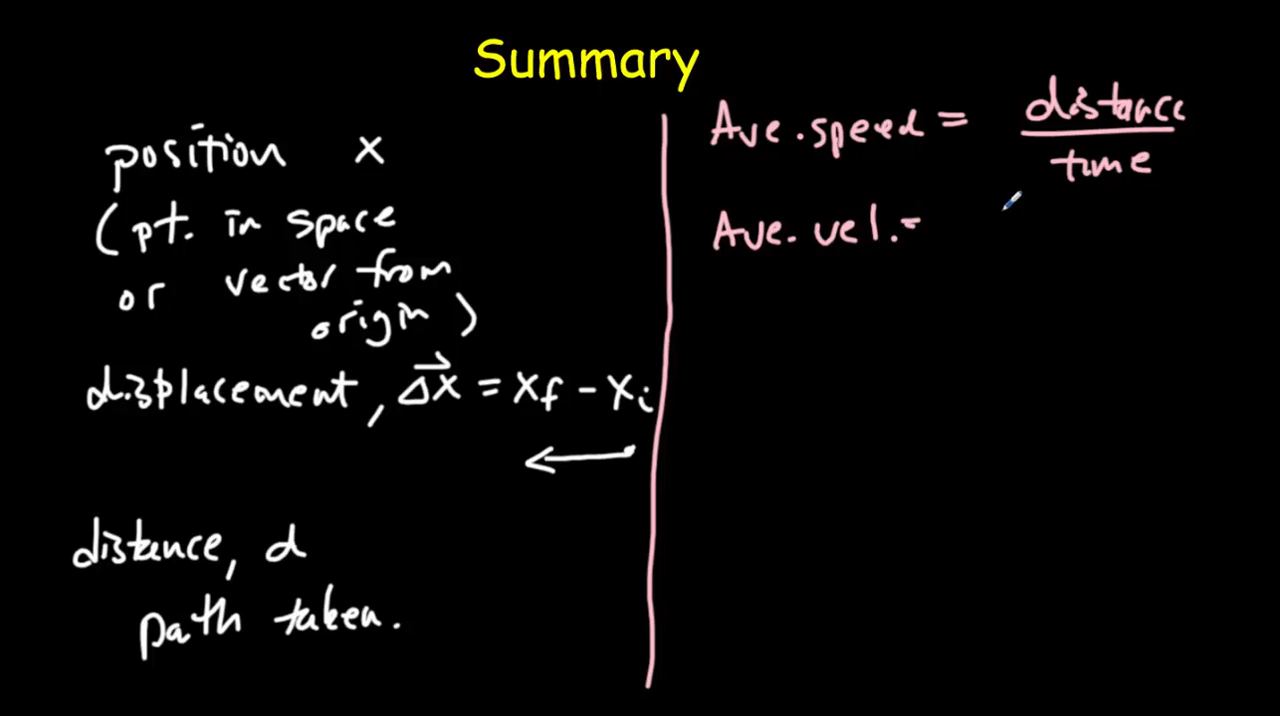 Summary
position x
(pt. in space
or vector from
origin)
displacement, Δx⃗ = xf - xi
distance, d
path taken.
Ave. speed = distance / time
Ave. vel. =